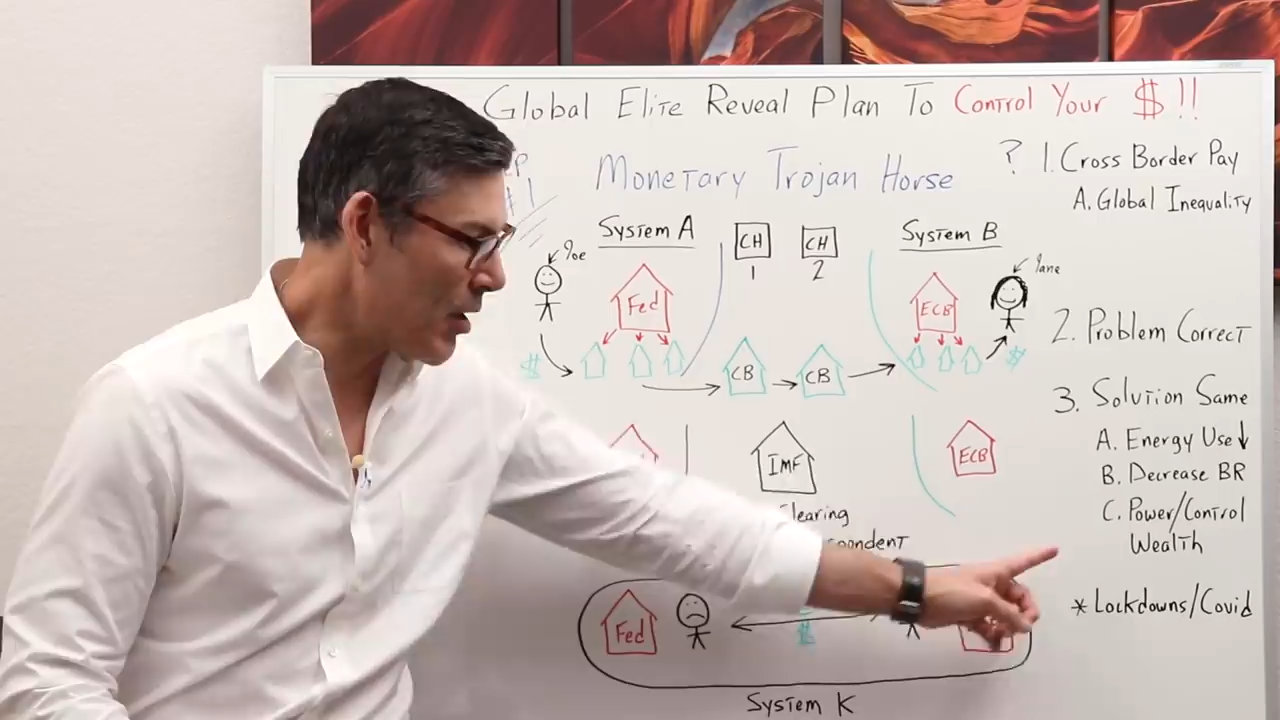 Global Elite Reveal Plan To Control Your $!!
Monetary Trojan Horse
System A
Joe
Fed
$
CH
1
CH
2
CB
CB
System B
Jane
ECB
$
IMF
ECB
learing
pondent
Fed
$
System K
? 1. Cross Border Pay
A. Global Inequality
2. Problem Correct
3. Solution Same
A. Energy Use↓
B. Decrease BR
C. Power/Control
Wealth
* Lockdowns/Covid